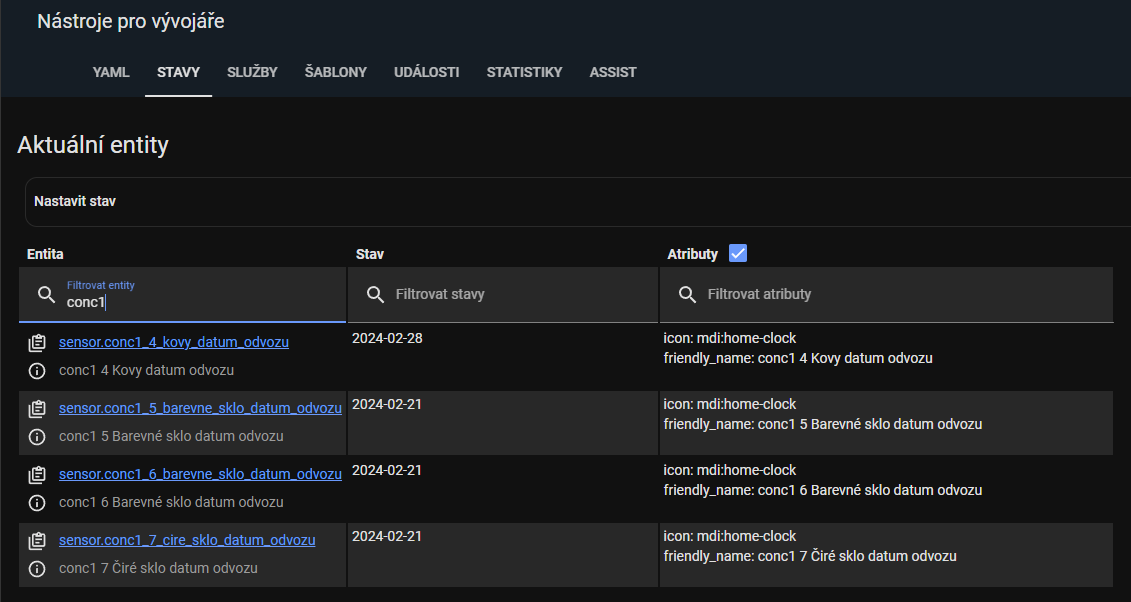 Nástroje pro vývojáře
YAML STAVY SLUŽBY ŠABLONY UDÁLOSTI STATISTIKY ASSIST
Aktuální entity
Nastavit stav
Entita Stav Atributy
Filtrovat entity
conc1 Filtrovat stavy Filtrovat atributy
sensor.conc1_4_kovy_datum_odvozu 2024-02-28 icon: mdi:home-clock
conc1 4 Kovy datum odvozu friendly_name: conc1 4 Kovy datum odvozu
sensor.conc1_5_barevne_sklo_datum_odvozu 2024-02-21 icon: mdi:home-clock
conc1 5 Barevné sklo datum odvozu friendly_name: conc1 5 Barevné sklo datum odvozu
sensor.conc1_6_barevne_sklo_datum_odvozu 2024-02-21 icon: mdi:home-clock
conc1 6 Barevné sklo datum odvozu friendly_name: conc1 6 Barevné sklo datum odvozu
sensor.conc1_7_cire_sklo_datum_odvozu 2024-02-21 icon: mdi:home-clock
conc1 7 Čiré sklo datum odvozu friendly_name: conc1 7 Čiré sklo datum odvozu